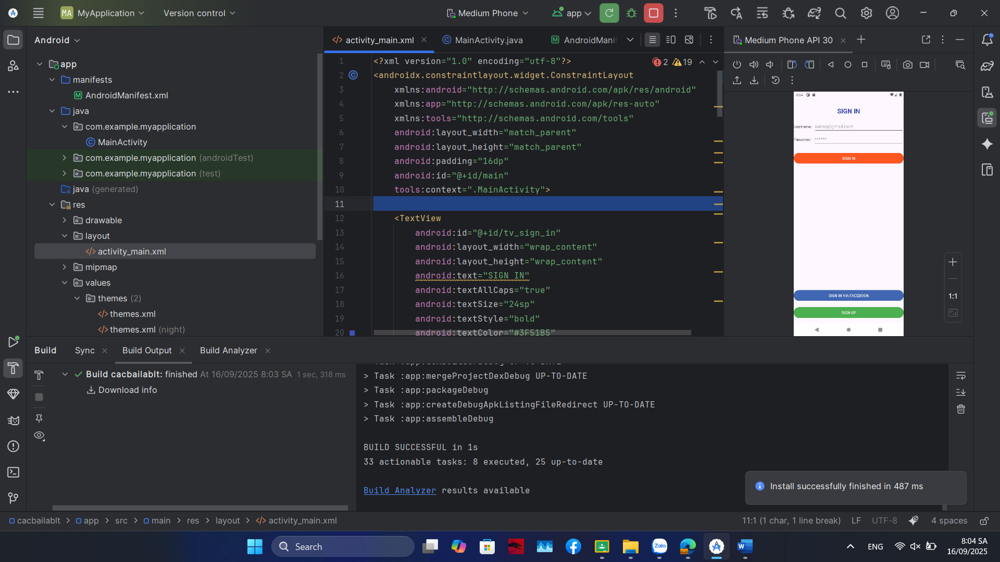 MA MyApplication Version control Medium Phone app
Android
app
manifests
AndroidManifest.xml
java
com.example.myapplication
MainActivity
com.example.myapplication (androidTest)
com.example.myapplication (test)
java (generated)
res
drawable
layout
activity_main.xml
mipmap
values
themes (2)
themes.xml
themes.xml (night)
activity_main.xml MainActivity.java AndroidMani
2 19
1 <?xml version="1.0" encoding="utf-8"?>
2 <androidx.constraintlayout.widget.ConstraintLayout
3 xmlns:android="http://schemas.android.com/apk/res/android"
4 xmlns:app="http://schemas.android.com/apk/res-auto"
5 xmlns:tools="http://schemas.android.com/tools"
6 android:layout_width="match_parent"
7 android:layout_height="match_parent"
8 android:padding="16dp"
9 android:id="@+id/main"
10 tools:context=".MainActivity">
11
12 <TextView
13 android:id="@+id/tv_sign_in"
14 android:layout_width="wrap_content"
15 android:layout_height="wrap_content"
16 android:text="SIGN IN"
17 android:textAllCaps="true"
18 android:textSize="24sp"
19 android:textStyle="bold"
20 android:textColor="#3F51B5"
Medium Phone API 30
8:04
SIGN IN
Username: name@gmail.com
Password: ******
SIGN IN
SIGN IN VIA FACEBOOK
SIGN UP
1:1
Build Sync Build Output Build Analyzer
Build cacbailablt: finished At 16/09/2025 8:03 SA 1 sec, 318 ms
Download info
> Task :app:mergeProjectDexDebug UP-TO-DATE
> Task :app:packageDebug
> Task :app:createDebugApkListingFileRedirect UP-TO-DATE
> Task :app:assembleDebug
BUILD SUCCESSFUL in 1s
33 actionable tasks: 8 executed, 25 up-to-date
Build Analyzer results available
Install successfully finished in 487 ms
cacbailablt > app > src > main > res > layout > activity_main.xml
11:1 (1 char, 1 line break) LF UTF-8 4 spaces
Search
Zalo
ENG
8:04 SA
16/09/2025